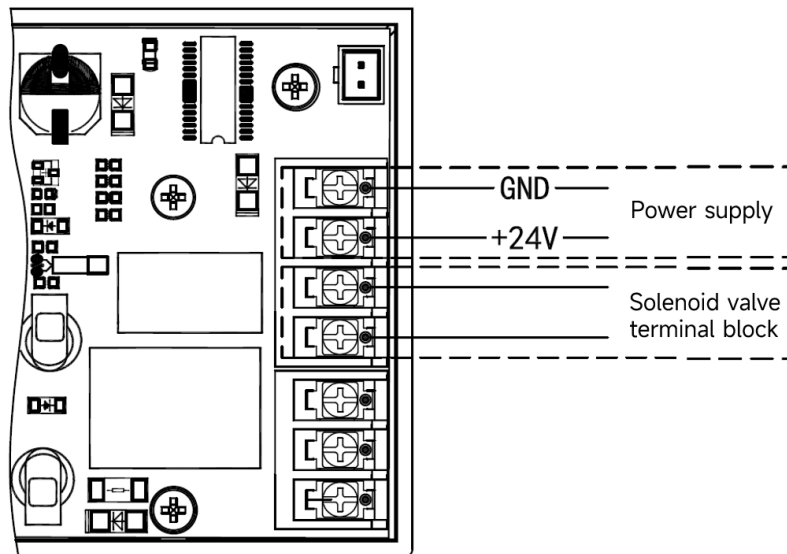 GND
Power supply
+24V
Solenoid valve
terminal block